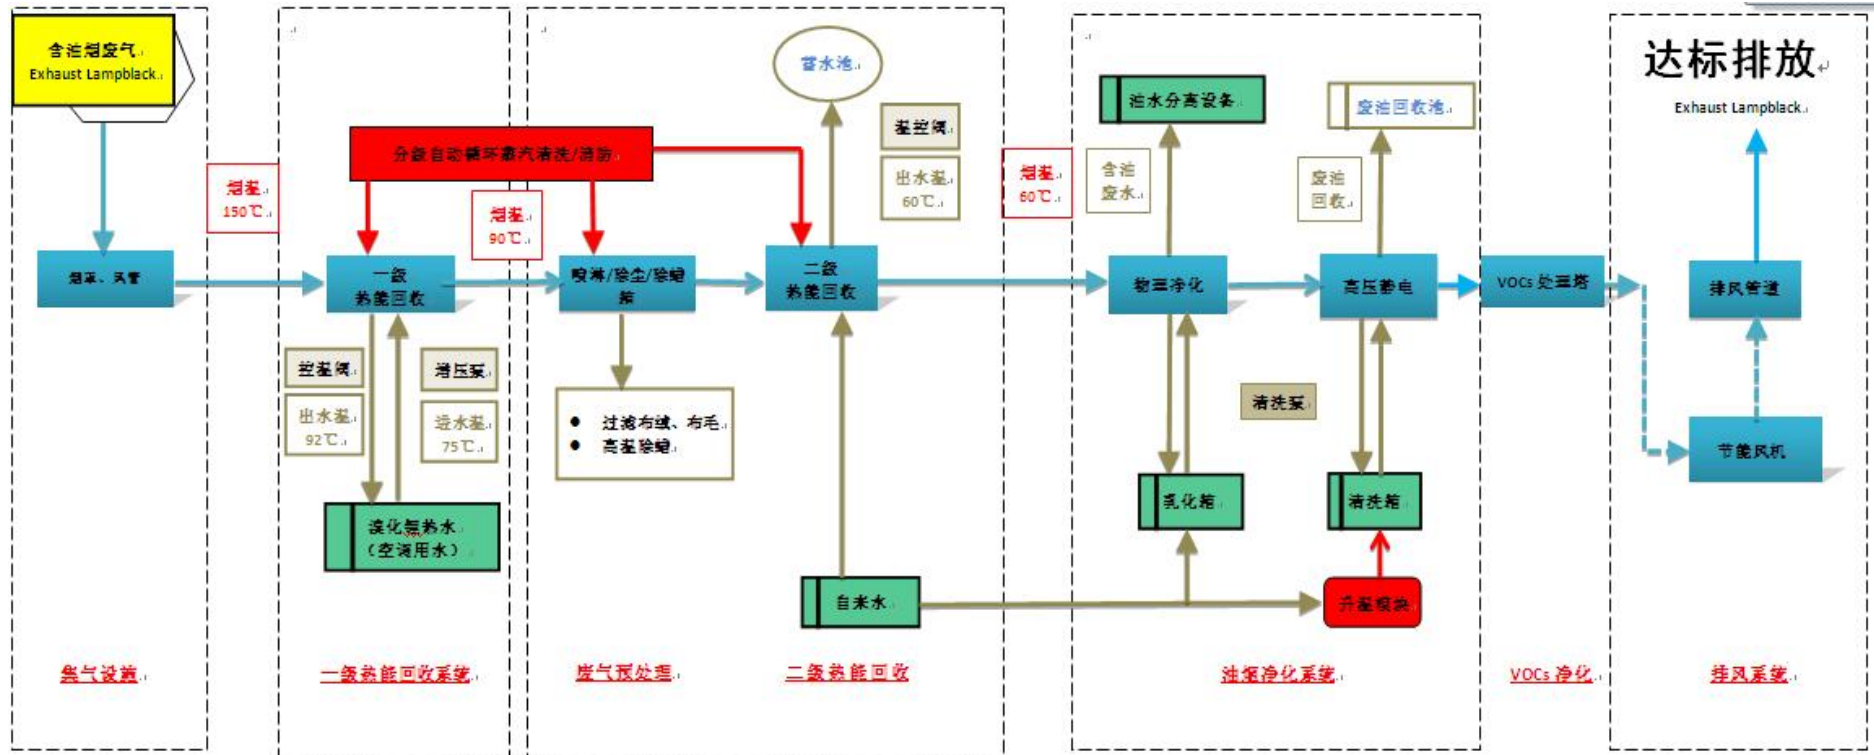 含油烟废气
Exhaust Lampblack
烟罩、风管
集气设施
烟温
150℃
分级自动循环蒸汽清洗/消防
一级
热能回收
控温阀
出水温
92℃
增压泵
进水温
75℃
溴化锂热水
（空调用水）
一级热能回收系统
烟温
90℃
喷淋/除尘/除蜡
箱
过滤布绒、布毛
高温除蜡
废气预处理
蓄水池
温控阀
出水温
60℃
二级
热能回收
自来水
二级热能回收
烟温
60℃
油水分离设备
含油
废水
物理净化
乳化箱
废油回收池
废油
回收
高压静电
清洗泵
清洗箱
升温模块
油烟净化系统
VOCs 处理塔
VOCs 净化
达标排放
Exhaust Lampblack
排风管道
节能风机
排风系统